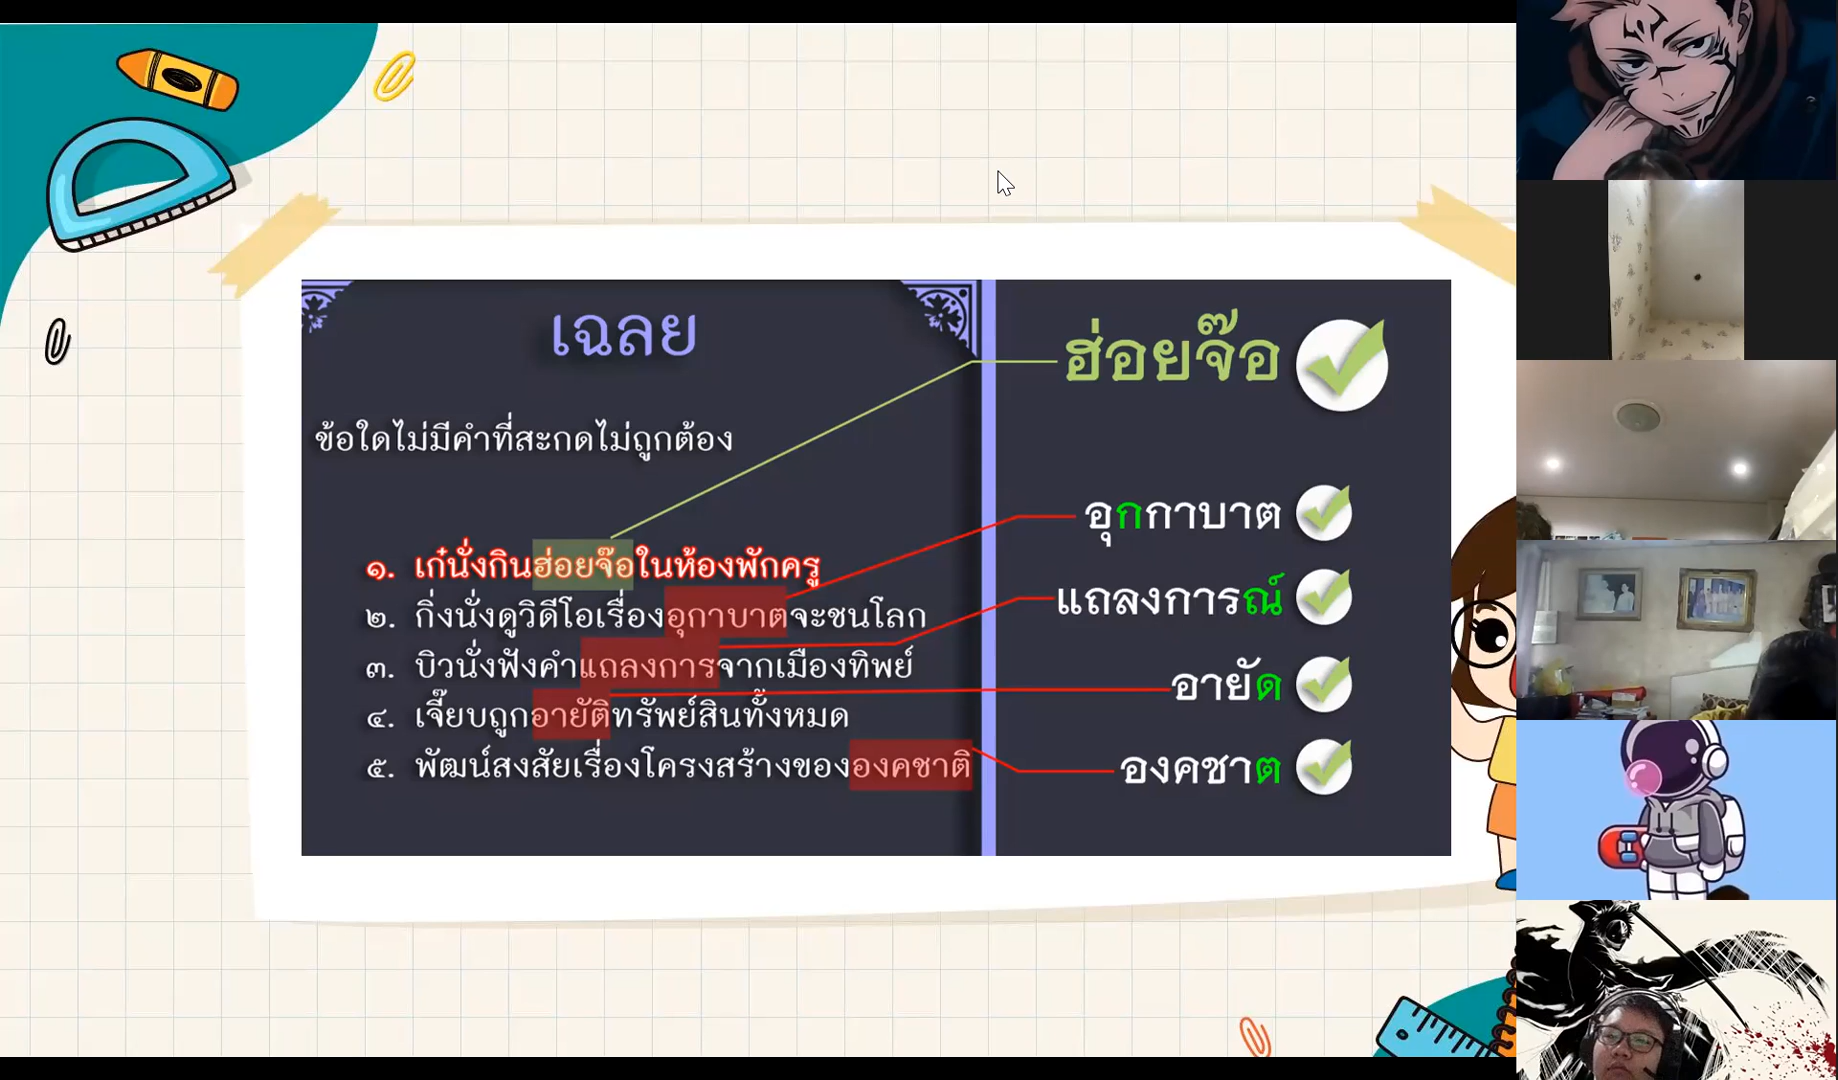 เฉลย
ข้อใดไม่มีคำที่สะกดไม่ถูกต้อง
๑. เก๋นั่งกินฮ่อยจ๊อในห้องพักครู
๒. กิ่งนั่งดูวิดีโอเรื่องอุกาบาตจะชนโลก
๓. บิวนั่งฟังคำแถลงการจากเมืองทิพย์
๔. เจี๊ยบถูกอายัติทรัพย์สินทั้งหมด
๕. พัฒน์สงสัยเรื่องโครงสร้างขององคชาติ
ฮ่อยจ๊อ
อุกกาบาต
แถลงการณ์
อายัด
องคชาต